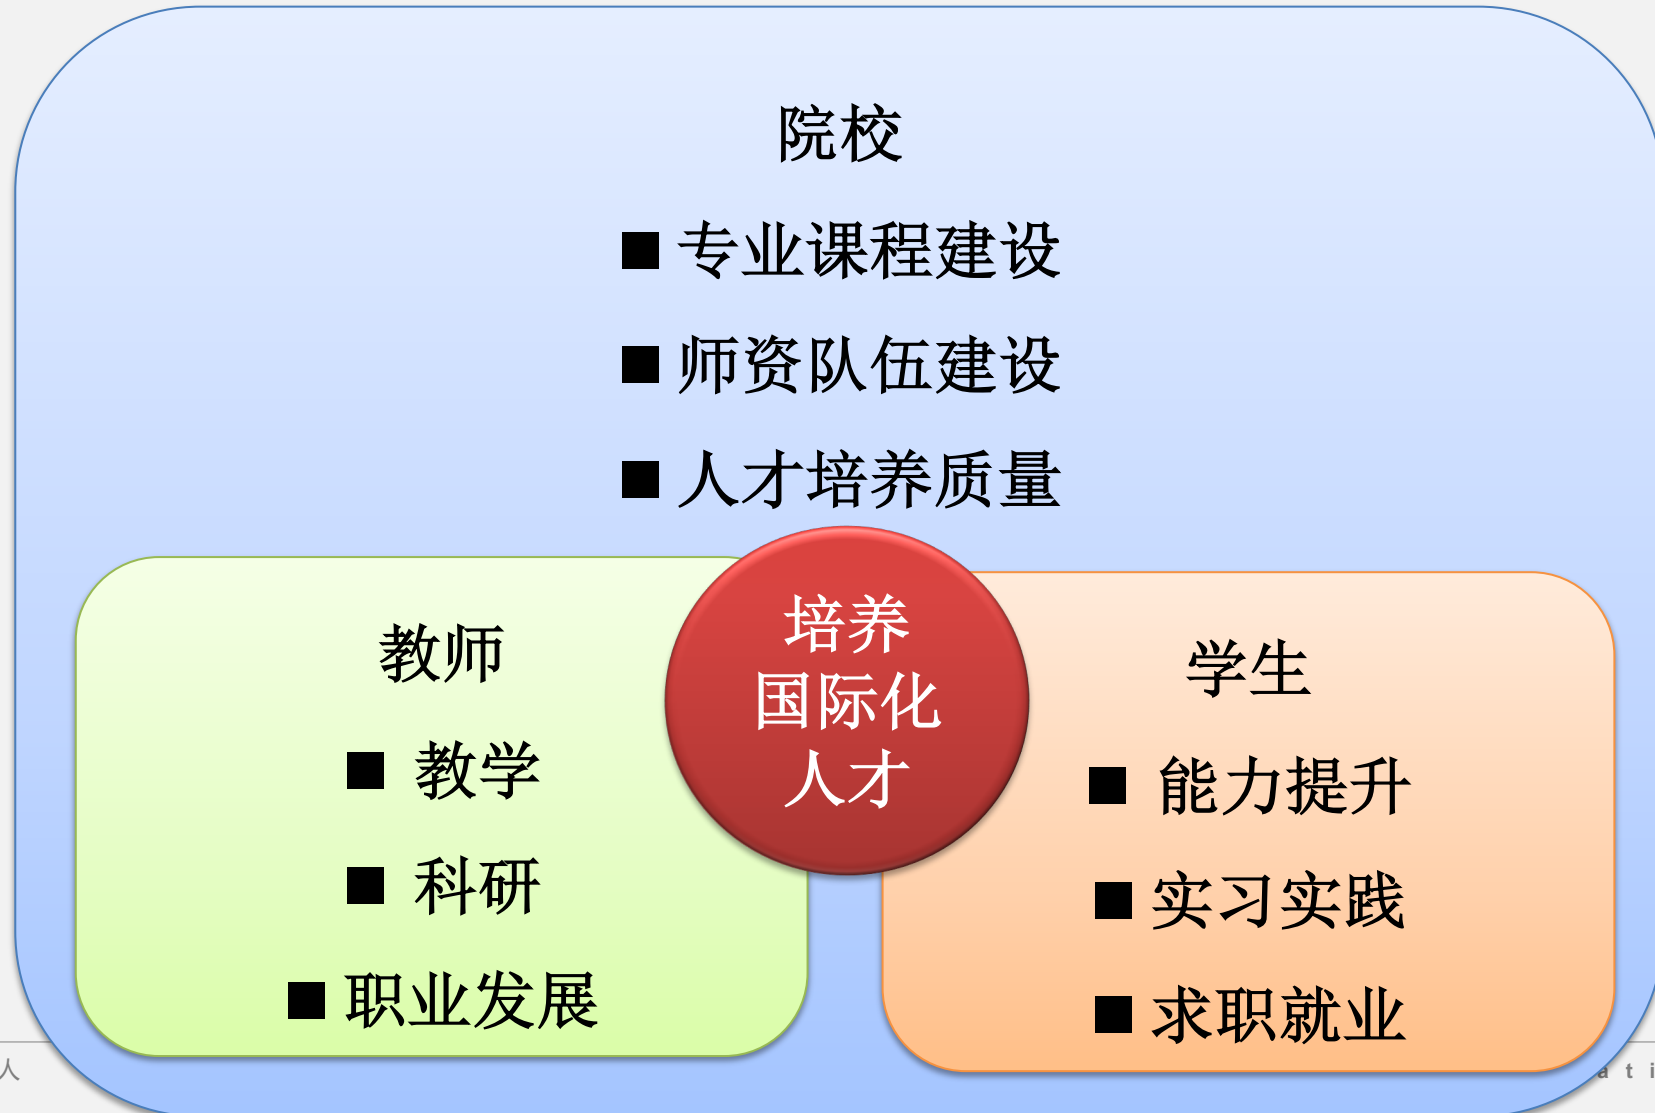 院校
■ 专业课程建设
■ 师资队伍建设
■ 人才培养质量
教师
■ 教学
■ 科研
■ 职业发展
培养
国际化
人才
学生
■ 能力提升
■ 实习实践
■ 求职就业
人
a t i